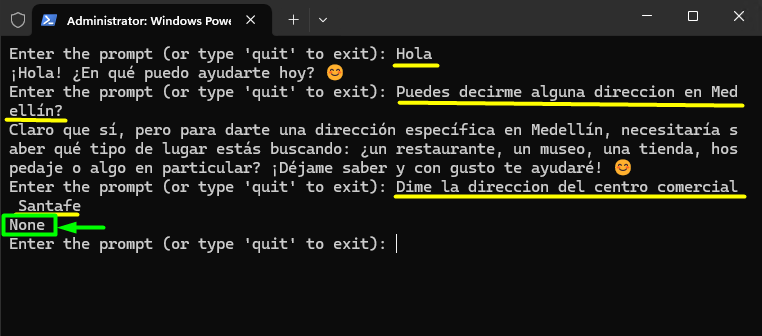 Administrator: Windows Powe
Enter the prompt (or type 'quit' to exit): Hola
¡Hola! ¿En qué puedo ayudarte hoy? 😊
Enter the prompt (or type 'quit' to exit): Puedes decirme alguna direccion en Med
ellín?
Claro que sí, pero para darte una dirección específica en Medellín, necesitaría s
aber qué tipo de lugar estás buscando: ¿un restaurante, un museo, una tienda, hos
pedaje o algo en particular? ¡Déjame saber y con gusto te ayudaré! 😊
Enter the prompt (or type 'quit' to exit): Dime la direccion del centro comercial
Santafe
None
Enter the prompt (or type 'quit' to exit):